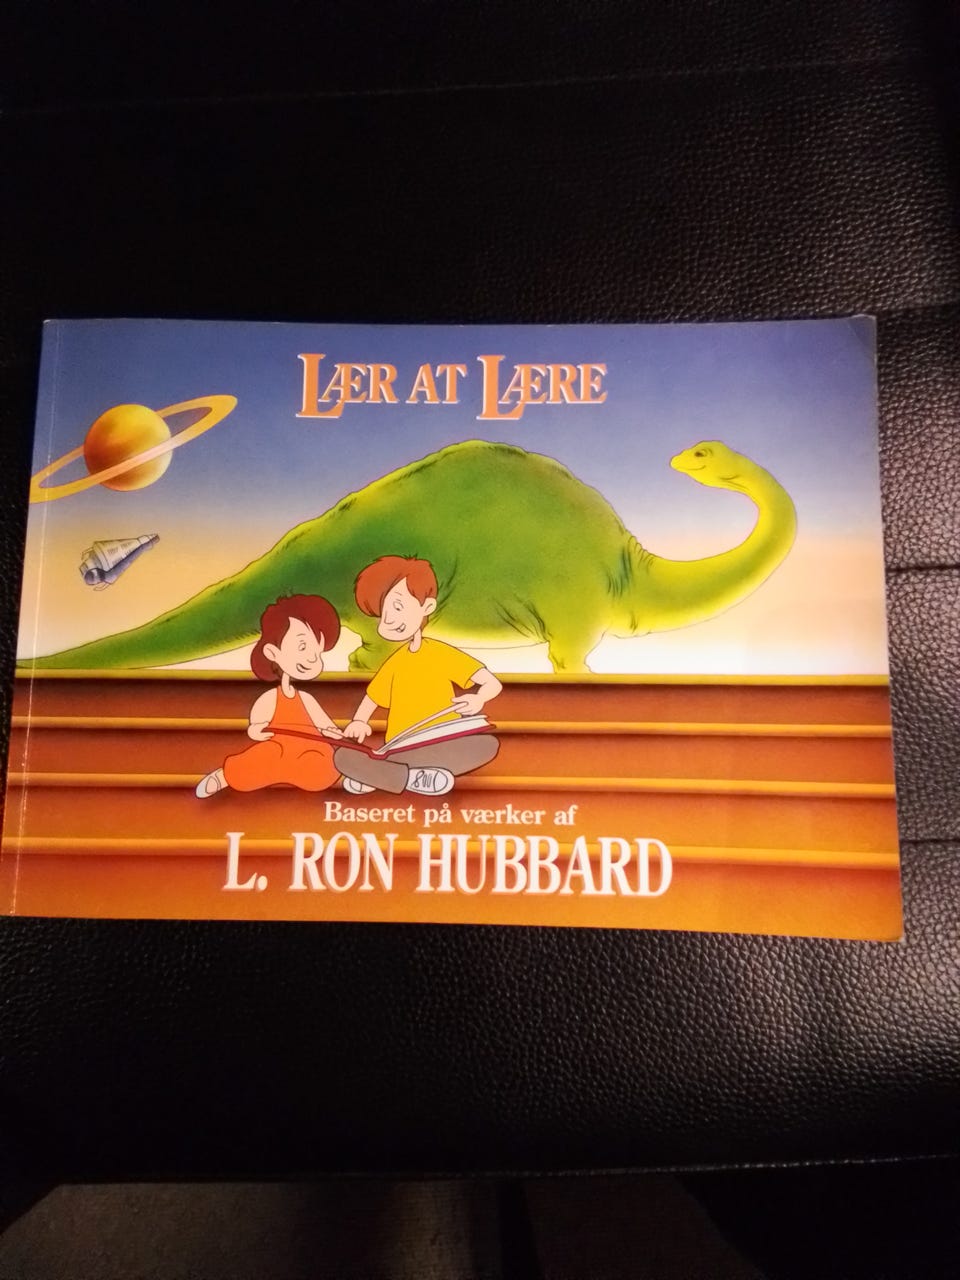 LÆR AT LÆRE
Baseret på værker af
L. RON HUBBARD